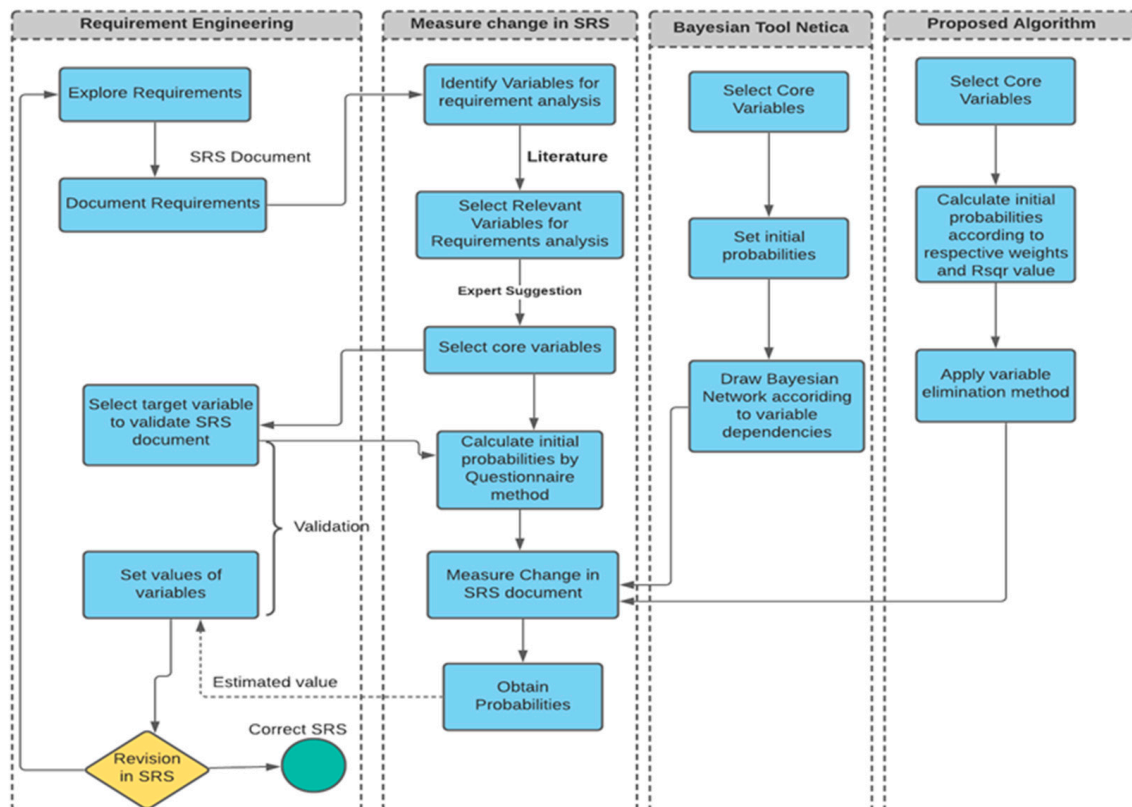 Requirement Engineering
Explore Requirements
SRS Document
Document Requirements
Select target variable
to validate SRS
document
Validation
Set values of
variables
Estimated value
Correct SRS
Revision
in SRS
Measure change in SRS
Identify Variables for
requirement analysis
Literature
Select Relevant
Variables for
Requirements analysis
Expert Suggestion
Select core variables
Calculate initial
probabilities by
Questionnaire
method
Measure Change in
SRS document
Obtain
Probabilities
Bayesian Tool Netica
Select Core
Variables
Set initial
probabilities
Draw Bayesian
Network accoriding
to variable
dependencies
Proposed Algorithm
Select Core
Variables
Calculate initial
probabilities
according to
respective weights
and Rsqr value
Apply variable
elimination method